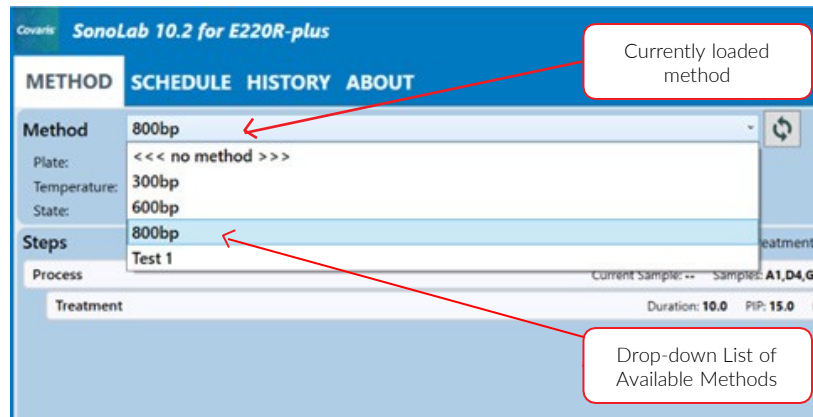 Covaris SonoLab 10.2 for E220R-plus
Currently loaded
method
METHOD SCHEDULE HISTORY ABOUT
Method 800bp
<<< no method >>>
Plate:
300bp
Temperature:
600bp
State:
800bp
Steps
Test 1
Process Current Sample: -- Samples: A1,D4,G
Treatment Duration: 10.0 PIP: 15.0
Drop-down List of
Available Methods